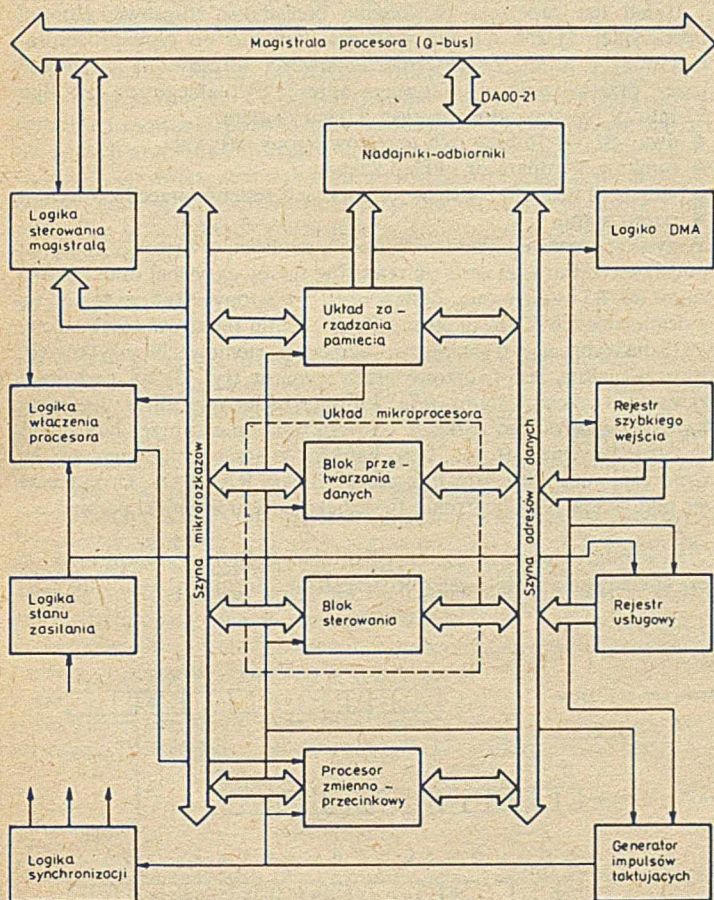 Magistrala procesora (Q-bus)
DA00-21
Nadajniki-odbiorniki
Logika
sterowania
magistralą
Logiko DMA
Układ za-
rządzania
pamięcią
Logika
włączenia
procesora
Układ mikroprocesora
Rejestr
szybkiego
wejścia
Blok prze-
twarzania
danych
Szyna mikrorozkazów
Szyna adresów i danych
Logika
stanu
zasilania
Blok
sterowania
Rejestr
usługowy
Procesor
zmienno-
przecinkowy
Logika
synchronizacji
Generator
impulsów
taktujących